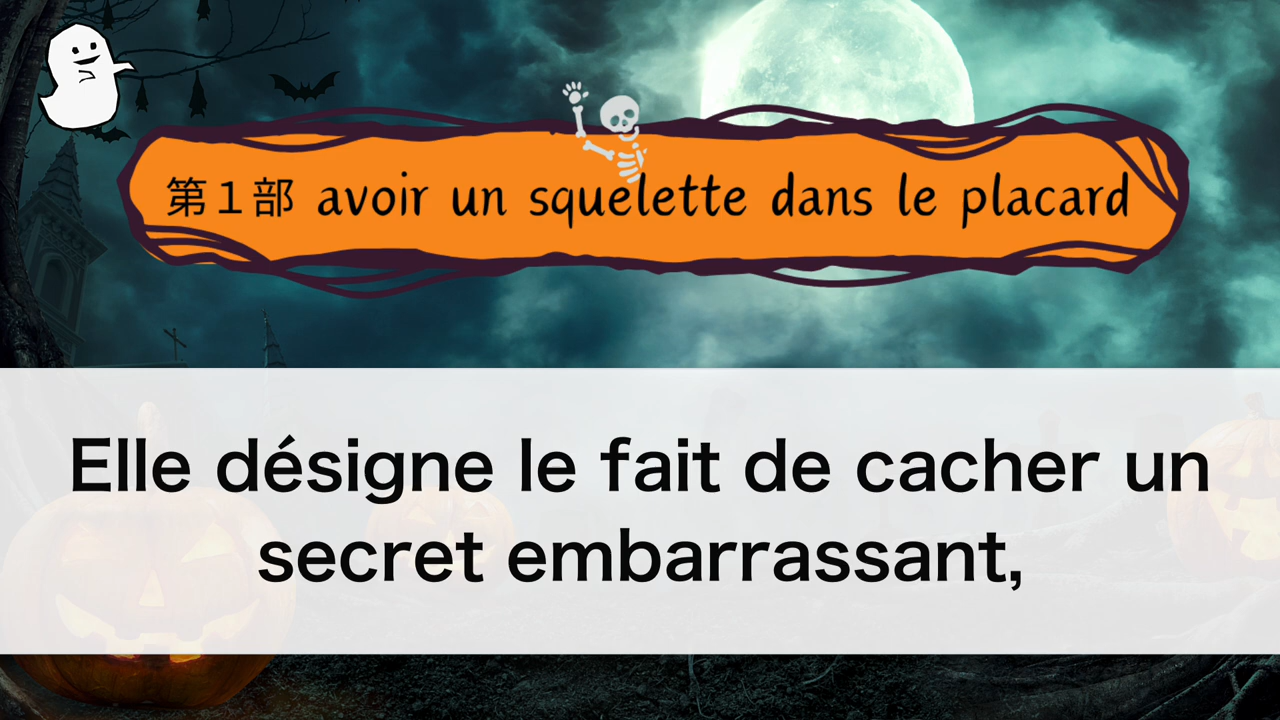 第１部 avoir un squelette dans le placard
Elle désigne le fait de cacher un
secret embarrassant,